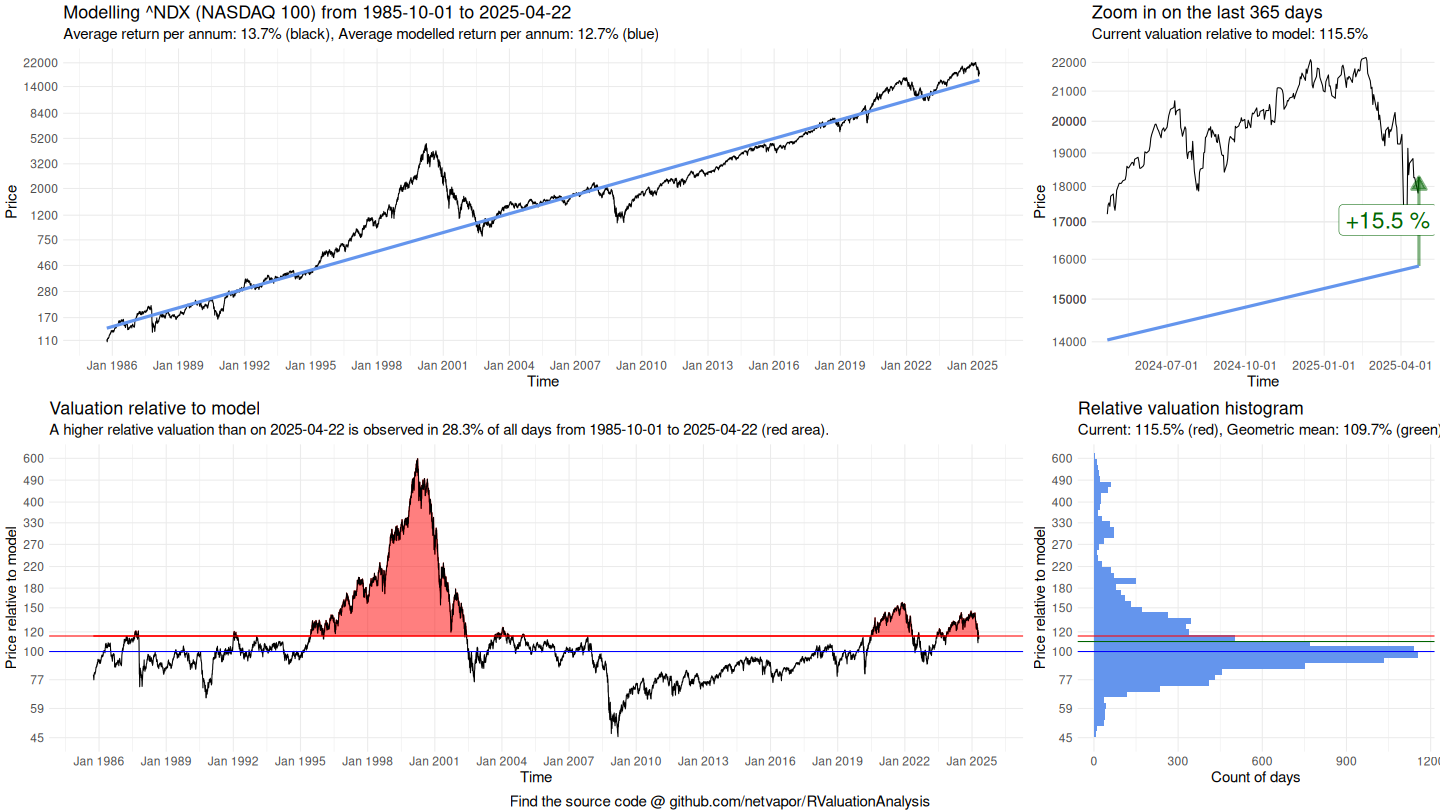 Modelling ^NDX (NASDAQ 100) from 1985-10-01 to 2025-04-22
Average return per annum: 13.7% (black), Average modelled return per annum: 12.7% (blue)
22000
14000
8400
5200
3200
2000
1200
750
460
280
170
110
Price
Jan 1986 Jan 1989 Jan 1992 Jan 1995 Jan 1998 Jan 2001 Jan 2004 Jan 2007 Jan 2010 Jan 2013 Jan 2016 Jan 2019 Jan 2022 Jan 2025
Time
Zoom in on the last 365 days
Current valuation relative to model: 115.5%
22000
21000
20000
19000
18000
17000
16000
15000
14000
Price
+15.5 %
2024-07-01 2024-10-01 2025-01-01 2025-04-01
Time
Valuation relative to model
A higher relative valuation than on 2025-04-22 is observed in 28.3% of all days from 1985-10-01 to 2025-04-22 (red area).
600
490
400
330
270
220
180
150
120
100
77
59
45
Price relative to model
Jan 1986 Jan 1989 Jan 1992 Jan 1995 Jan 1998 Jan 2001 Jan 2004 Jan 2007 Jan 2010 Jan 2013 Jan 2016 Jan 2019 Jan 2022 Jan 2025
Time
Relative valuation histogram
Current: 115.5% (red), Geometric mean: 109.7% (green)
600
490
400
330
270
220
180
150
120
100
77
59
45
Price relative to model
0 300 600 900 1200
Count of days
Find the source code @ github.com/netvapor/RValuationAnalysis